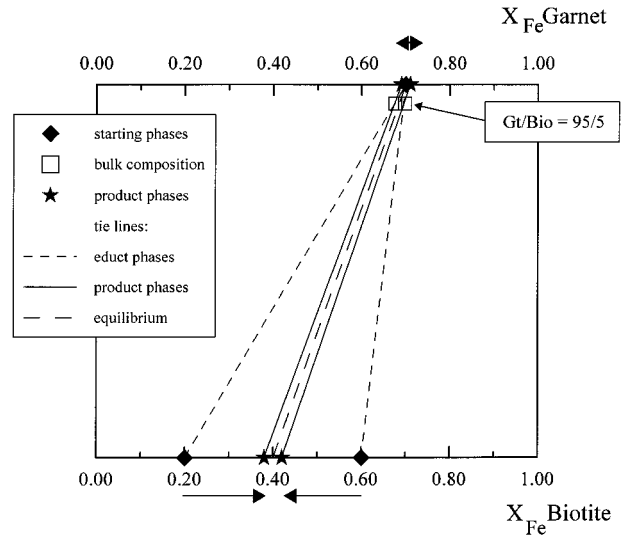 X Fe Garnet
0.00 0.20 0.40 0.60 0.80 1.00
Gt/Bio = 95/5
starting phases
bulk composition
product phases
tie lines:
educt phases
product phases
equilibrium
0.00 0.20 0.40 0.60 0.80 1.00
X Fe Biotite